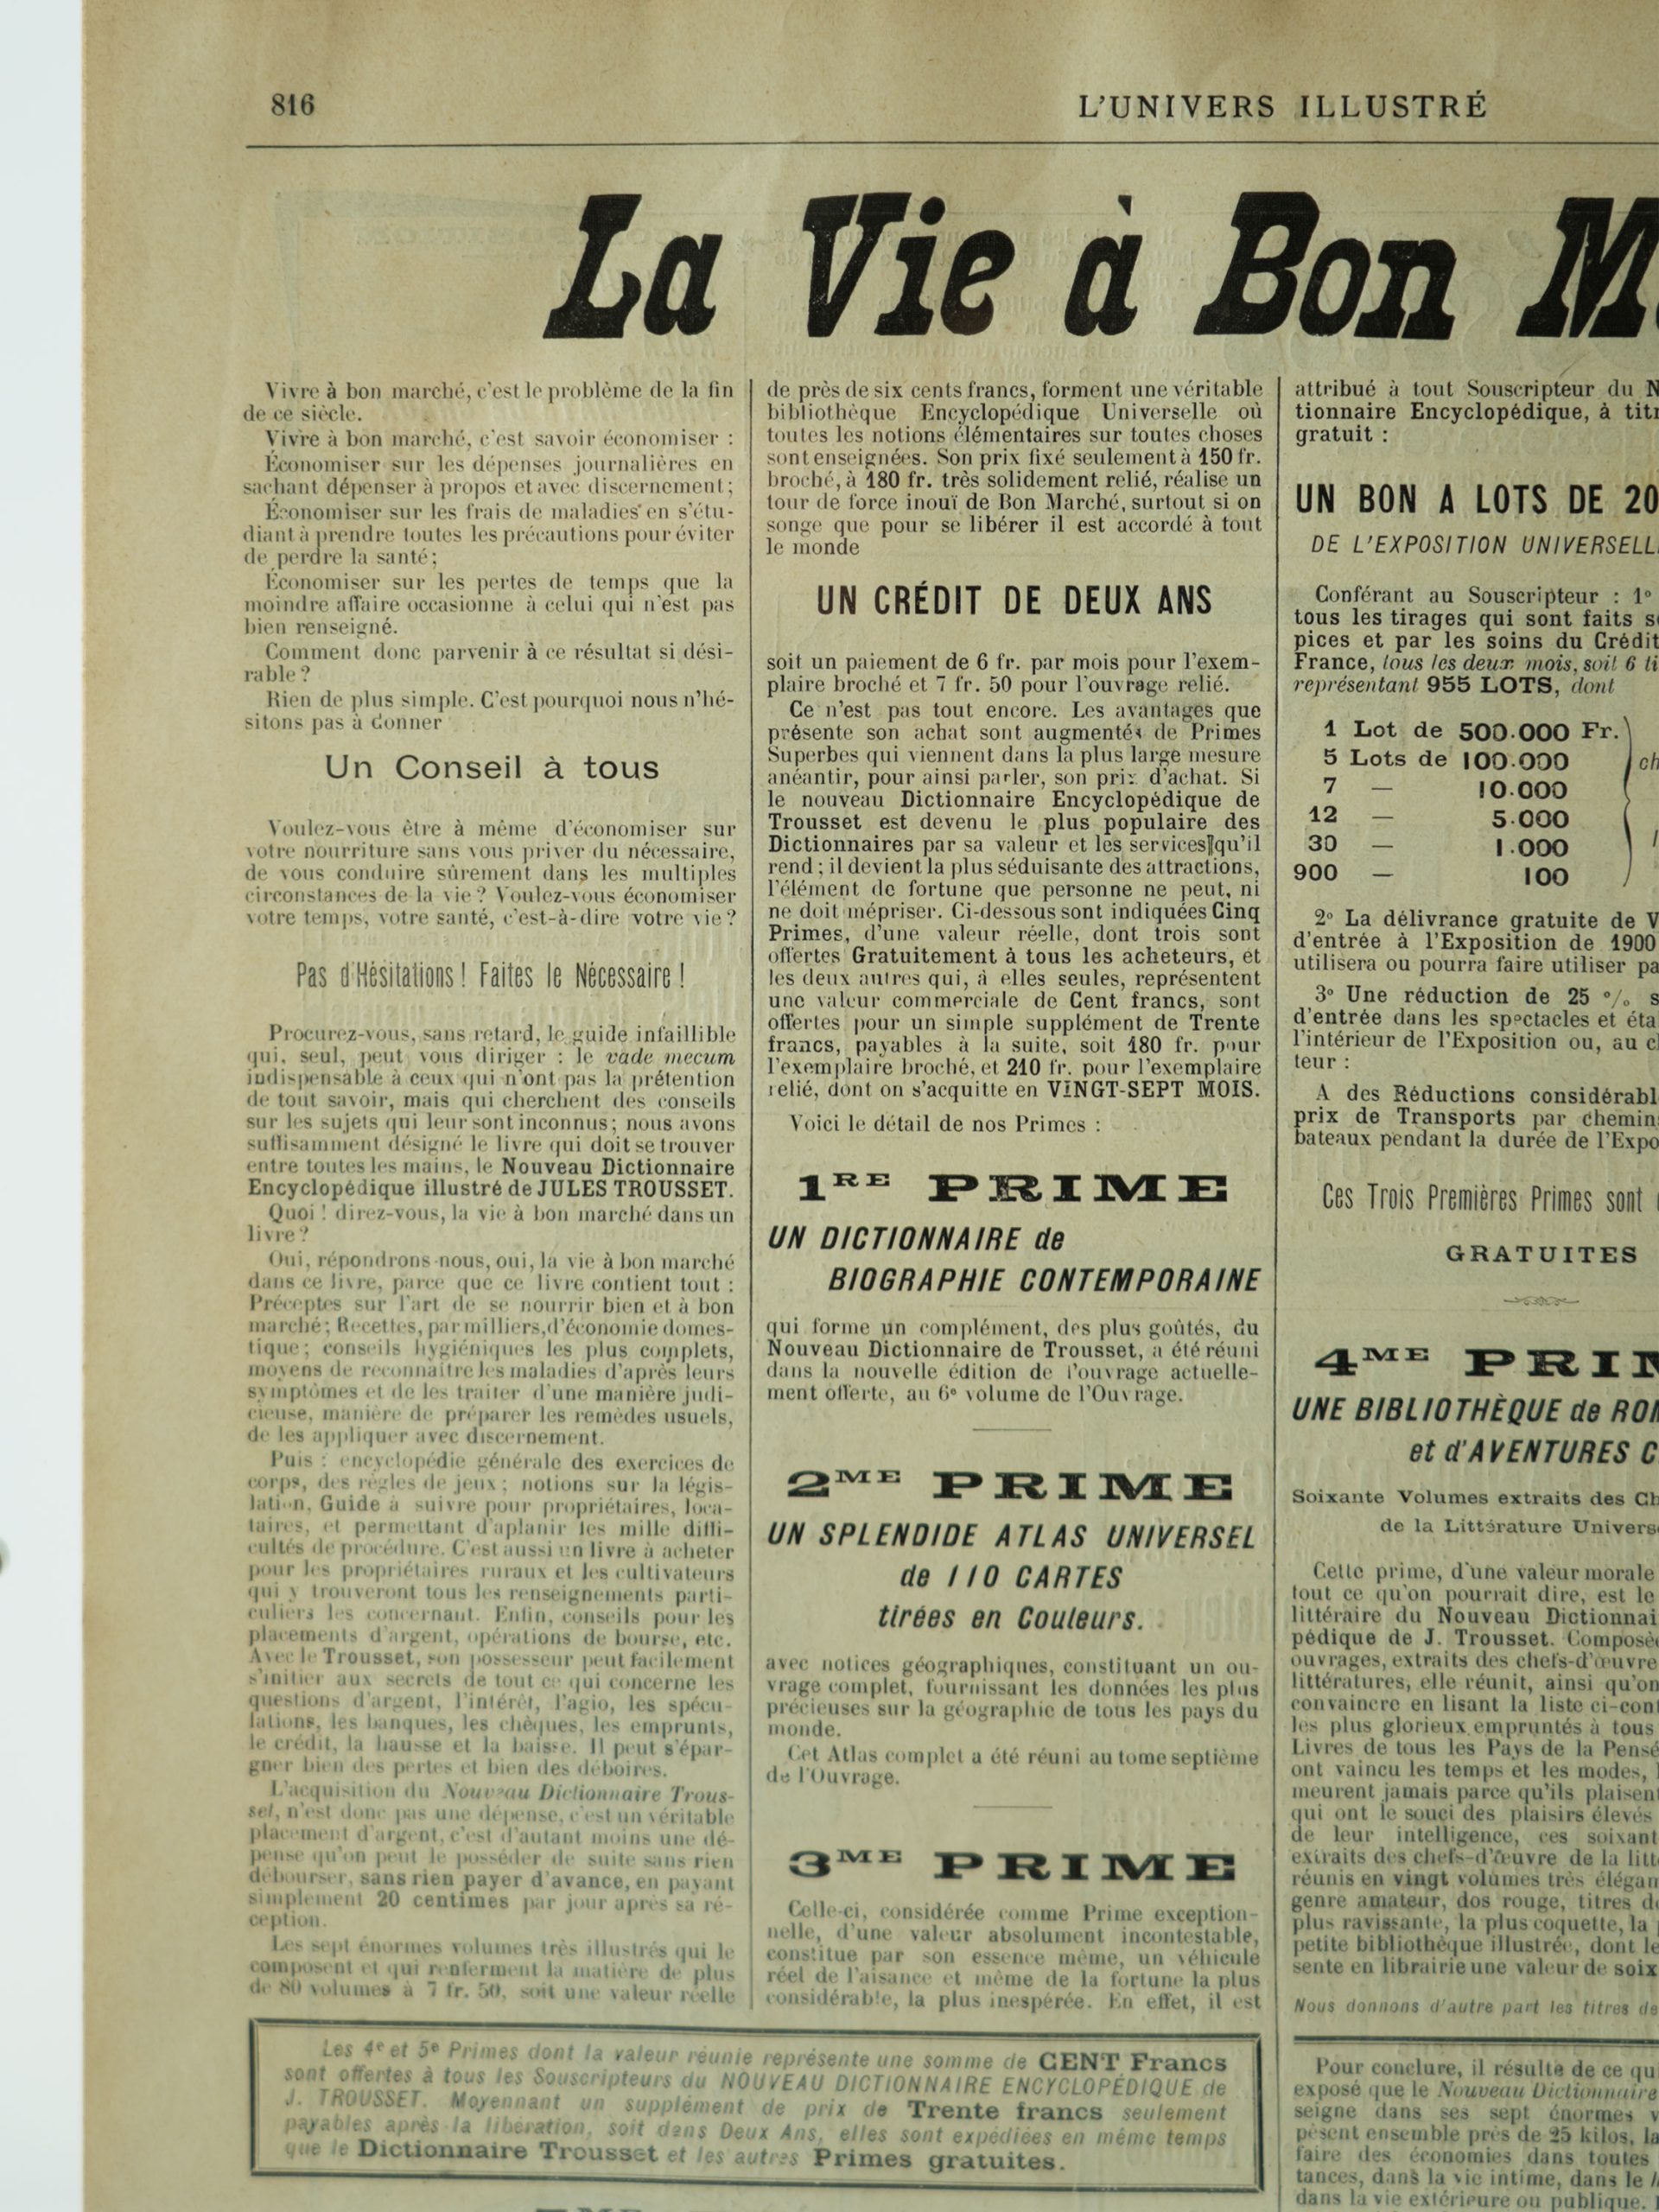 816
L'UNIVERS ILLUSTRÉ
La Vie à Bon
Vivre à bon marché, c'est le problème de la fin
de ce siècle.
Vivre à bon marché, c'est savoir économiser :
Économiser sur les dépenses journalières en
sachant dépenser à propos et avec discernement;
Économiser sur les frais de maladies en s'étu-
diant à prendre toutes les précautions pour éviter
de perdre la santé;
Économiser sur les pertes de temps que la
moindre affaire occasionne à celui qui n'est pas
bien renseigné.
Comment donc parvenir à ce résultat si dési-
rable?
Rien de plus simple. C'est pourquoi nous n'hé-
sitons pas à donner
Un Conseil à tous
Voulez-vous être à même d'économiser sur
votre nourriture sans vous priver du nécessaire,
de vous conduire sûrement dans les multiples
circonstances de la vie? Voulez-vous économiser
votre temps, votre santé, c'est-à-dire votre vie?
Pas d'Hésitations! Faites le Nécessaire!
Procurez-vous, sans retard, le guide infaillible
qui, seul, peut vous diriger : le vade mecum
indispensable à ceux qui n'ont pas la prétention
de tout savoir, mais qui cherchent des conseils
sur les sujets qui leur sont inconnus; nous avons
suffisamment désigné le livre qui doit se trouver
entre toutes les mains, le Nouveau Dictionnaire
Encyclopédique illustré de JULES TROUSSET.
Quoi! direz-vous, la vie à bon marché dans un
livre?
Oui, répondrons-nous, oui, la vie à bon marché
dans ce livre, parce que ce livre contient tout :
Préceptes sur l'art de se nourrir bien et à bon
marché; Recettes, par milliers, d'économie domes-
tique; conseils hygiéniques les plus complets,
moyens de reconnaître les maladies d'après leurs
symptômes et de les traiter d'une manière judi-
cieuse, manière de préparer les remèdes usuels,
de les appliquer avec discernement.
Puis : encyclopédie générale des exercices de
corps, des règles de jeux; notions sur la légis-
lation, Guide à suivre pour propriétaires, loca-
taires, et permettant d'aplanir les mille diffi-
cultés de procédure. C'est aussi un livre à acheter
pour les propriétaires ruraux et les cultivateurs
qui y trouveront tous les renseignements parti-
culiers les concernant. Enfin, conseils pour les
placements d'argent, opérations de bourse, etc.
Avec le Trousset, son possesseur peut facilement
s'initier aux secrets de tout ce qui concerne les
questions d'argent, l'intérêt, l'agio, les spécu-
lations, les banques, les chèques, les emprunts,
le crédit, la hausse et la baisse. Il peut s'épar-
gner bien des pertes et bien des déboires.
L'acquisition du Nouveau Dictionnaire Trous-
set, n'est donc pas une dépense, c'est un véritable
placement d'argent, c'est d'autant moins une dé-
pense qu'on peut le posséder de suite sans rien
débourser, sans rien payer d'avance, en payant
simplement 20 centimes par jour après sa ré-
ception.
Les sept énormes volumes très illustrés qui le
composent et qui renferment la matière de plus
de 80 volumes à 7 fr. 50, soit une valeur réelle
de près de six cents francs, forment une véritable
bibliothèque Encyclopédique Universelle où
toutes les notions élémentaires sur toutes choses
sont enseignées. Son prix fixé seulement à 150 fr.
broché, à 180 fr. très solidement relié, réalise un
tour de force inouï de Bon Marché, surtout si on
songe que pour se libérer il est accordé à tout
le monde
UN CRÉDIT DE DEUX ANS
soit un paiement de 6 fr. par mois pour l'exem-
plaire broché et 7 fr. 50 pour l'ouvrage relié.
Ce n'est pas tout encore. Les avantages que
présente son achat sont augmentés de Primes
Superbes qui viennent dans la plus large mesure
anéantir, pour ainsi parler, son prix d'achat. Si
le nouveau Dictionnaire Encyclopédique de
Trousset est devenu le plus populaire des
Dictionnaires par sa valeur et les services qu'il
rend; il devient la plus séduisante des attractions,
l'élément de fortune que personne ne peut, ni
ne doit mépriser. Ci-dessous sont indiquées Cinq
Primes, d'une valeur réelle, dont trois sont
offertes Gratuitement à tous les acheteurs, et
les deux autres qui, à elles seules, représentent
une valeur commerciale de Cent francs, sont
offertes pour un simple supplément de Trente
francs, payables à la suite, soit 180 fr. pour
l'exemplaire broché, et 210 fr. pour l'exemplaire
relié, dont on s'acquitte en VINGT-SEPT MOIS.
Voici le détail de nos Primes :
1RE PRIME
UN DICTIONNAIRE de
BIOGRAPHIE CONTEMPORAINE
qui forme un complément, des plus goûtés, du
Nouveau Dictionnaire de Trousset, a été réuni
dans la nouvelle édition de l'ouvrage actuelle-
ment offerte, au 6e volume de l'Ouvrage.
2ME PRIME
UN SPLENDIDE ATLAS UNIVERSEL
de 110 CARTES
tirées en Couleurs.
avec notices géographiques, constituant un ou-
vrage complet, fournissant les données les plus
précieuses sur la géographie de tous les pays du
monde.
Cet Atlas complet a été réuni au tome septième
de l'Ouvrage.
3ME PRIME
Celle-ci, considérée comme Prime exception-
nelle, d'une valeur absolument incontestable,
constitue par son essence même, un véhicule
réel de l'aisance et même de la fortune la plus
considérable, la plus inespérée. En effet, il est
attribué à tout Souscripteur du N
tionnaire Encyclopédique, à titr
gratuit :
UN BON A LOTS DE 20
DE L'EXPOSITION UNIVERSELL
Conférant au Souscripteur : 1°
tous les tirages qui sont faits s
pices et par les soins du Crédit
France, tous les deux mois, soit 6 ti
représentant 955 LOTS, dont
1 Lot de 500.000 Fr.
5 Lots de 100.000 ch
7 — 10.000
12 — 5.000
30 — 1.000
900 — 100
2° La délivrance gratuite de V
d'entrée à l'Exposition de 1900
utilisera ou pourra faire utiliser pa
3° Une réduction de 25 % s
d'entrée dans les spectacles et éta
l'intérieur de l'Exposition ou, au c
teur :
A des Réductions considérabl
prix de Transports par chemin
bateaux pendant la durée de l'Expo
Ces Trois Premières Primes sont
GRATUITES
4ME PRI
UNE BIBLIOTHÈQUE de RO
et d'AVENTURES C
Soixante Volumes extraits des Ch
de la Littérature Univers
Cette prime, d'une valeur morale
tout ce qu'on pourrait dire, est le
littéraire du Nouveau Dictionnai
pédique de J. Trousset. Composé
ouvrages, extraits des chefs-d'œuvre
littératures, elle réunit, ainsi qu'on
convaincre en lisant la liste ci-cont
les plus glorieux empruntés à tous
Livres de tous les Pays de la Pensé
ont vaincu les temps et les modes,
meurent jamais parce qu'ils plaisent
qui ont le souci des plaisirs élevés
de leur intelligence, ces soixant
extraits des chefs-d'œuvre de la litt
réunis en vingt volumes très élégan
genre amateur, dos rouge, titres d
plus ravissante, la plus coquette, la
petite bibliothèque illustrée, dont le
sente en librairie une valeur de soix
Nous donnons d'autre part les titres de
Les 4e et 5e Primes dont la valeur réunie représente une somme de CENT Francs
sont offertes à tous les Souscripteurs du NOUVEAU DICTIONNAIRE ENCYCLOPÉDIQUE de
J. TROUSSET. Moyennant un supplément de prix de Trente francs seulement
payables après la libération, soit dans Deux Ans, elles sont expédiées en même temps
que le Dictionnaire Trousset et les autres Primes gratuites.
Pour conclure, il résulte de ce qu
exposé que le Nouveau Dictionnaire
seigne dans ses sept énormes v
pèsent ensemble près de 25 kilos, la
faire des économies dans toutes
tances, dans la vie intime, dans le
dans la vie extérieure ou publique.